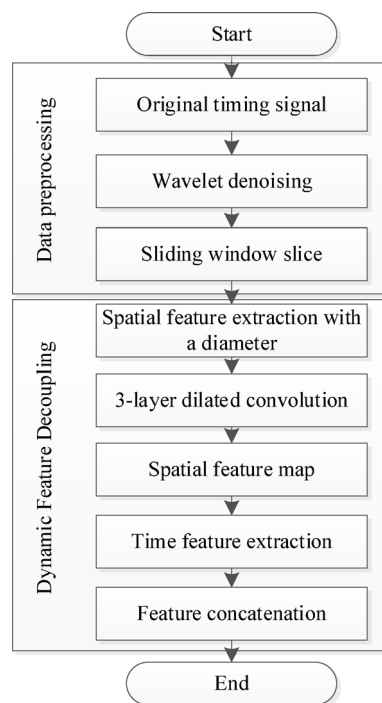 Start
Data preprocessing
Original timing signal
Wavelet denoising
Sliding window slice
Dynamic Feature Decoupling
Spatial feature extraction with
a diameter
3-layer dilated convolution
Spatial feature map
Time feature extraction
Feature concatenation
End